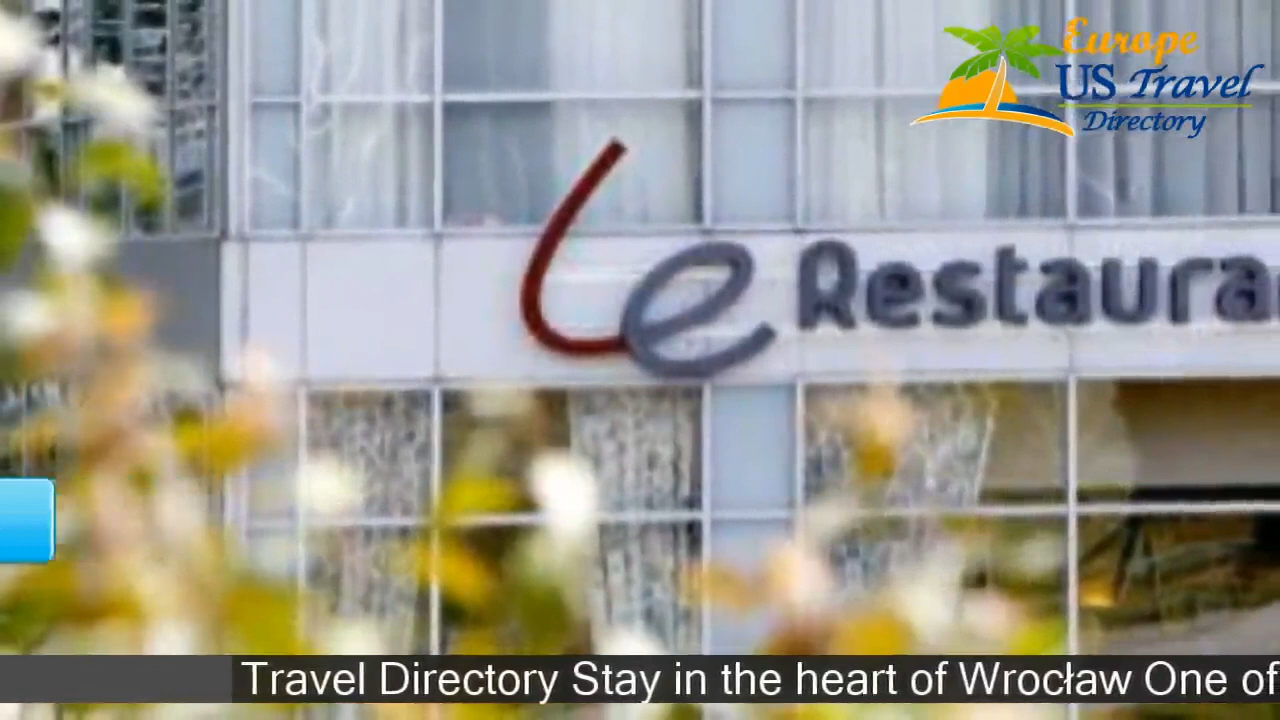 Europe
US Travel
Directory
Le Restaura
Travel Directory Stay in the heart of Wrocław One of